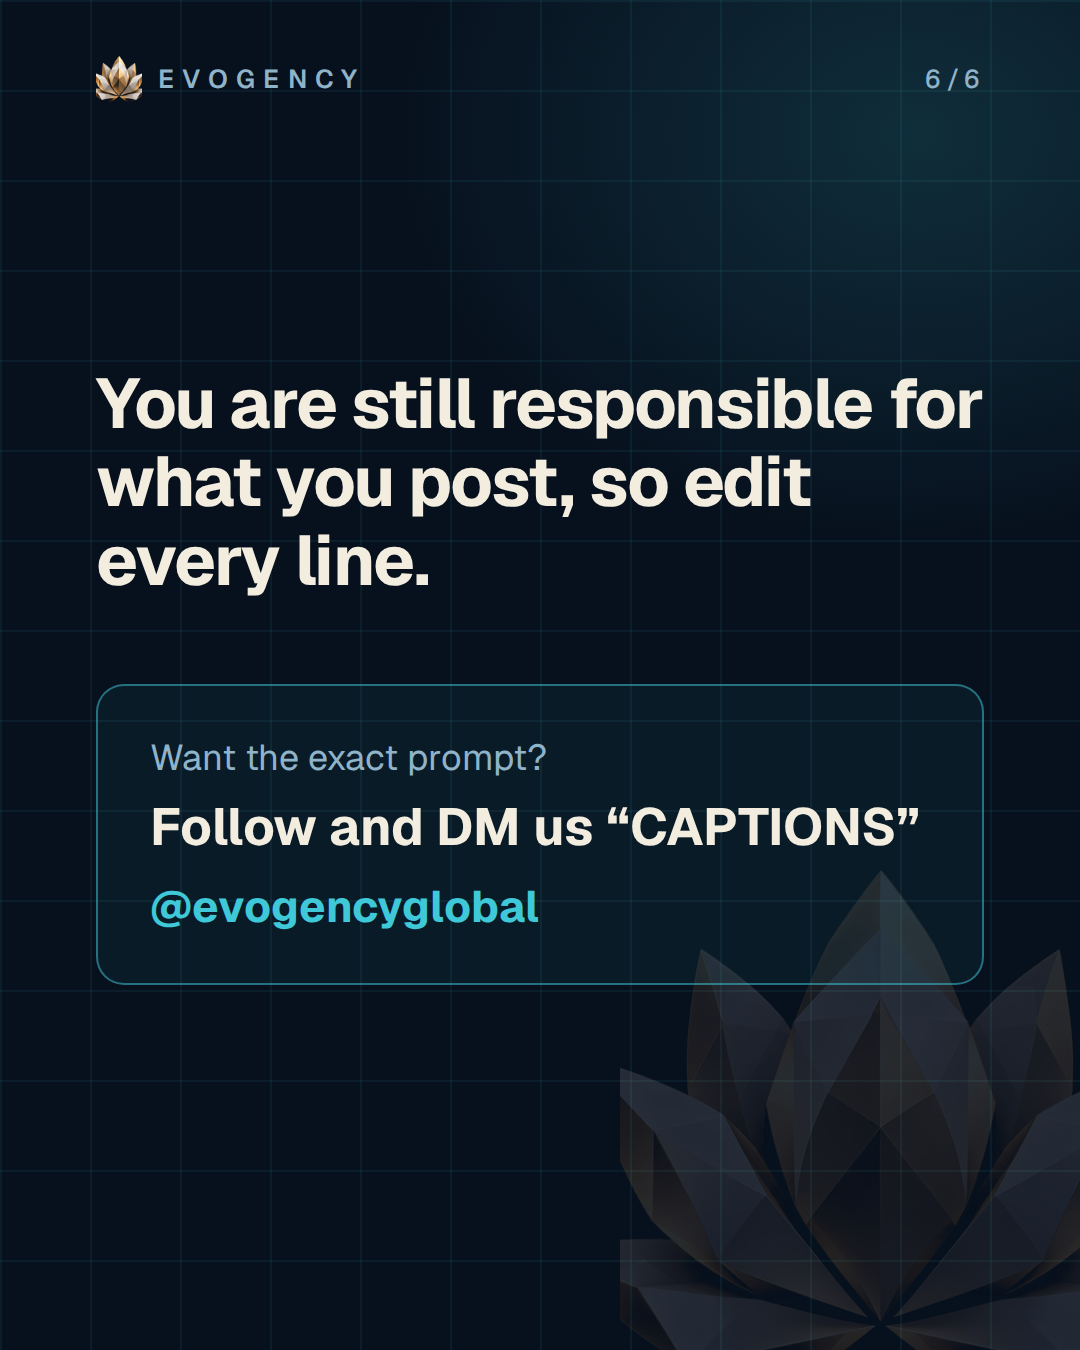 EVOGENCY
6/6
You are still responsible for
what you post, so edit
every line.
Want the exact prompt?
Follow and DM us “CAPTIONS”
@evogencyglobal